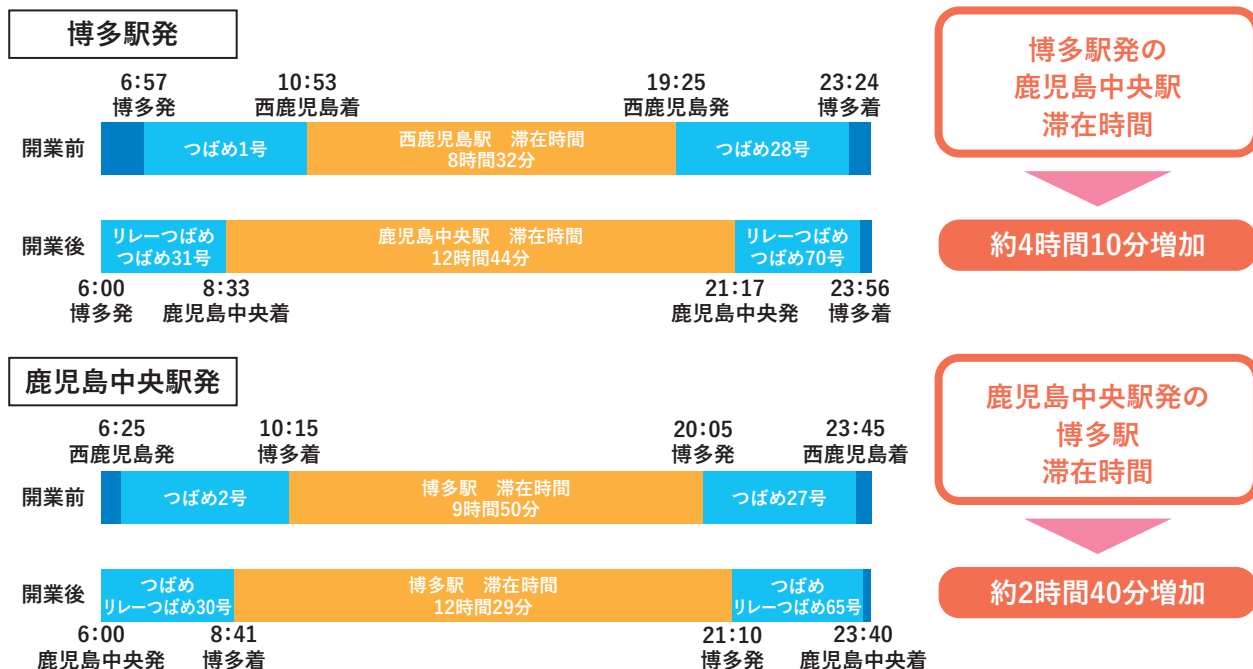 博多駅発
6:57
博多発
10:53
西鹿児島着
19:25
西鹿児島発
23:24
博多着
開業前
つばめ1号
西鹿児島駅　滞在時間
8時間32分
つばめ28号
開業後
リレーつばめ
つばめ31号
鹿児島中央駅　滞在時間
12時間44分
リレーつばめ
つばめ70号
6:00
博多発
8:33
鹿児島中央着
21:17
鹿児島中央発
23:56
博多着
博多駅発の
鹿児島中央駅
滞在時間
約4時間10分増加
鹿児島中央駅発
6:25
西鹿児島発
10:15
博多着
20:05
博多発
23:45
西鹿児島着
開業前
つばめ2号
博多駅　滞在時間
9時間50分
つばめ27号
開業後
つばめ
リレーつばめ30号
博多駅　滞在時間
12時間29分
つばめ
リレーつばめ65号
6:00
鹿児島中央発
8:41
博多着
21:10
博多発
23:40
鹿児島中央着
鹿児島中央駅発の
博多駅
滞在時間
約2時間40分増加